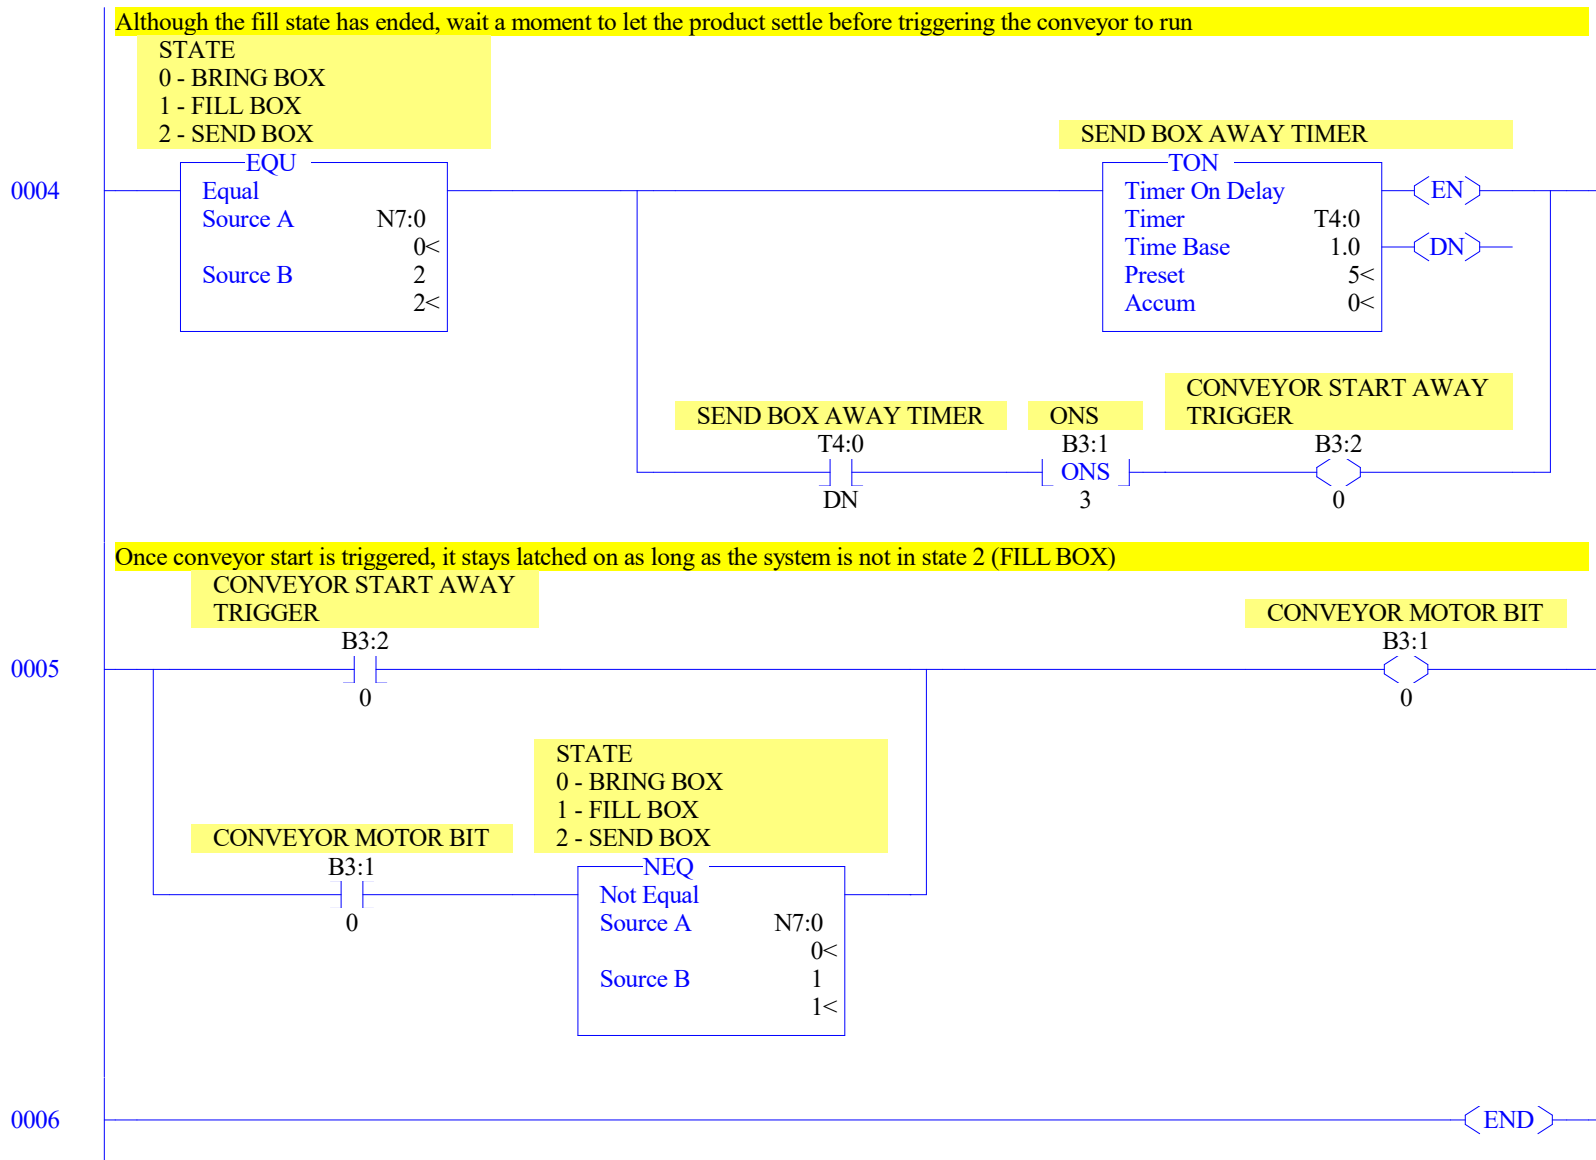 Although the fill state has ended, wait a moment to let the product settle before triggering the conveyor to run
STATE
0 - BRING BOX
1 - FILL BOX
2 - SEND BOX
SEND BOX AWAY TIMER
0004
EQU
Equal
Source A N7:0
0<
Source B 2
2<
TON
Timer On Delay
Timer T4:0
Time Base 1.0
Preset 5<
Accum 0<
EN
DN
SEND BOX AWAY TIMER
T4:0
DN
ONS
B3:1
ONS
3
CONVEYOR START AWAY
TRIGGER
B3:2
0
Once conveyor start is triggered, it stays latched on as long as the system is not in state 2 (FILL BOX)
0005
CONVEYOR START AWAY
TRIGGER
B3:2
0
CONVEYOR MOTOR BIT
B3:1
0
CONVEYOR MOTOR BIT
B3:1
0
STATE
0 - BRING BOX
1 - FILL BOX
2 - SEND BOX
NEQ
Not Equal
Source A N7:0
0<
Source B 1
1<
0006
END